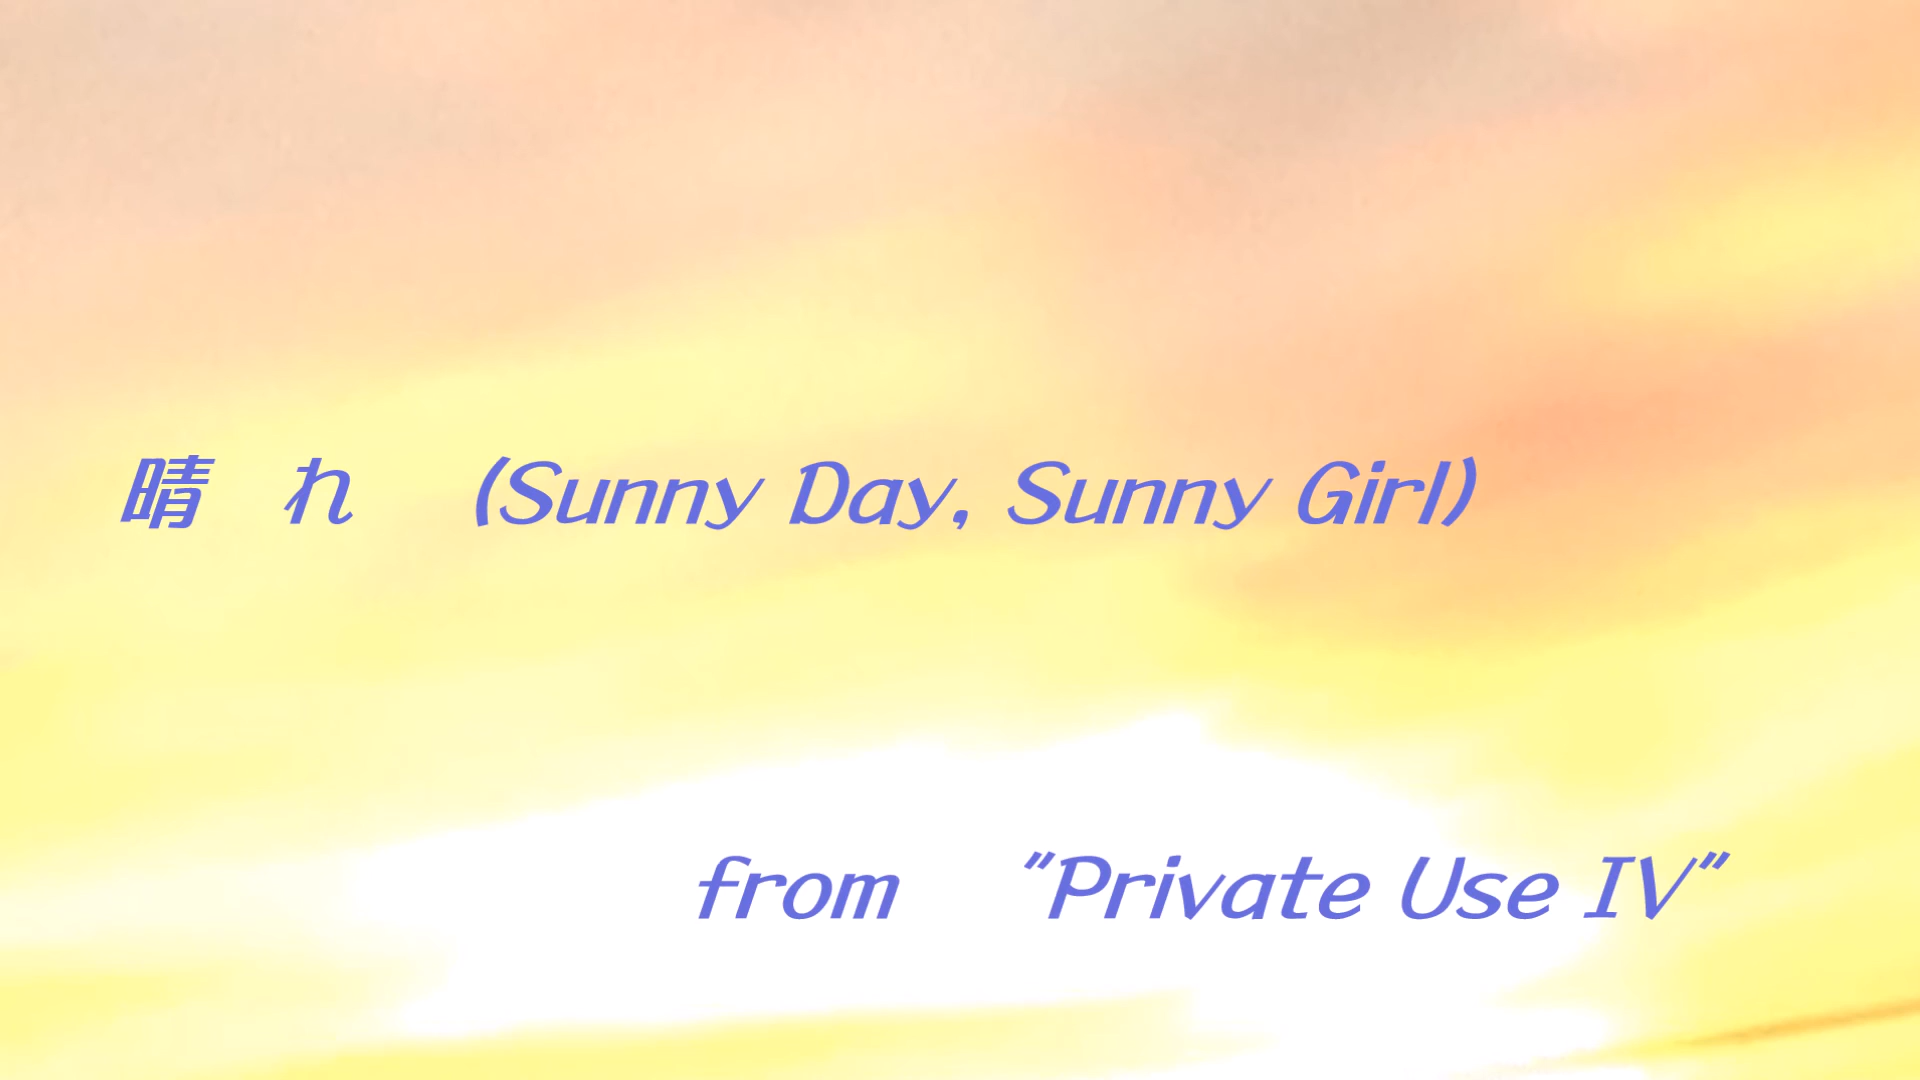 晴 れ (Sunny Day, Sunny Girl)
from "Private Use IV"